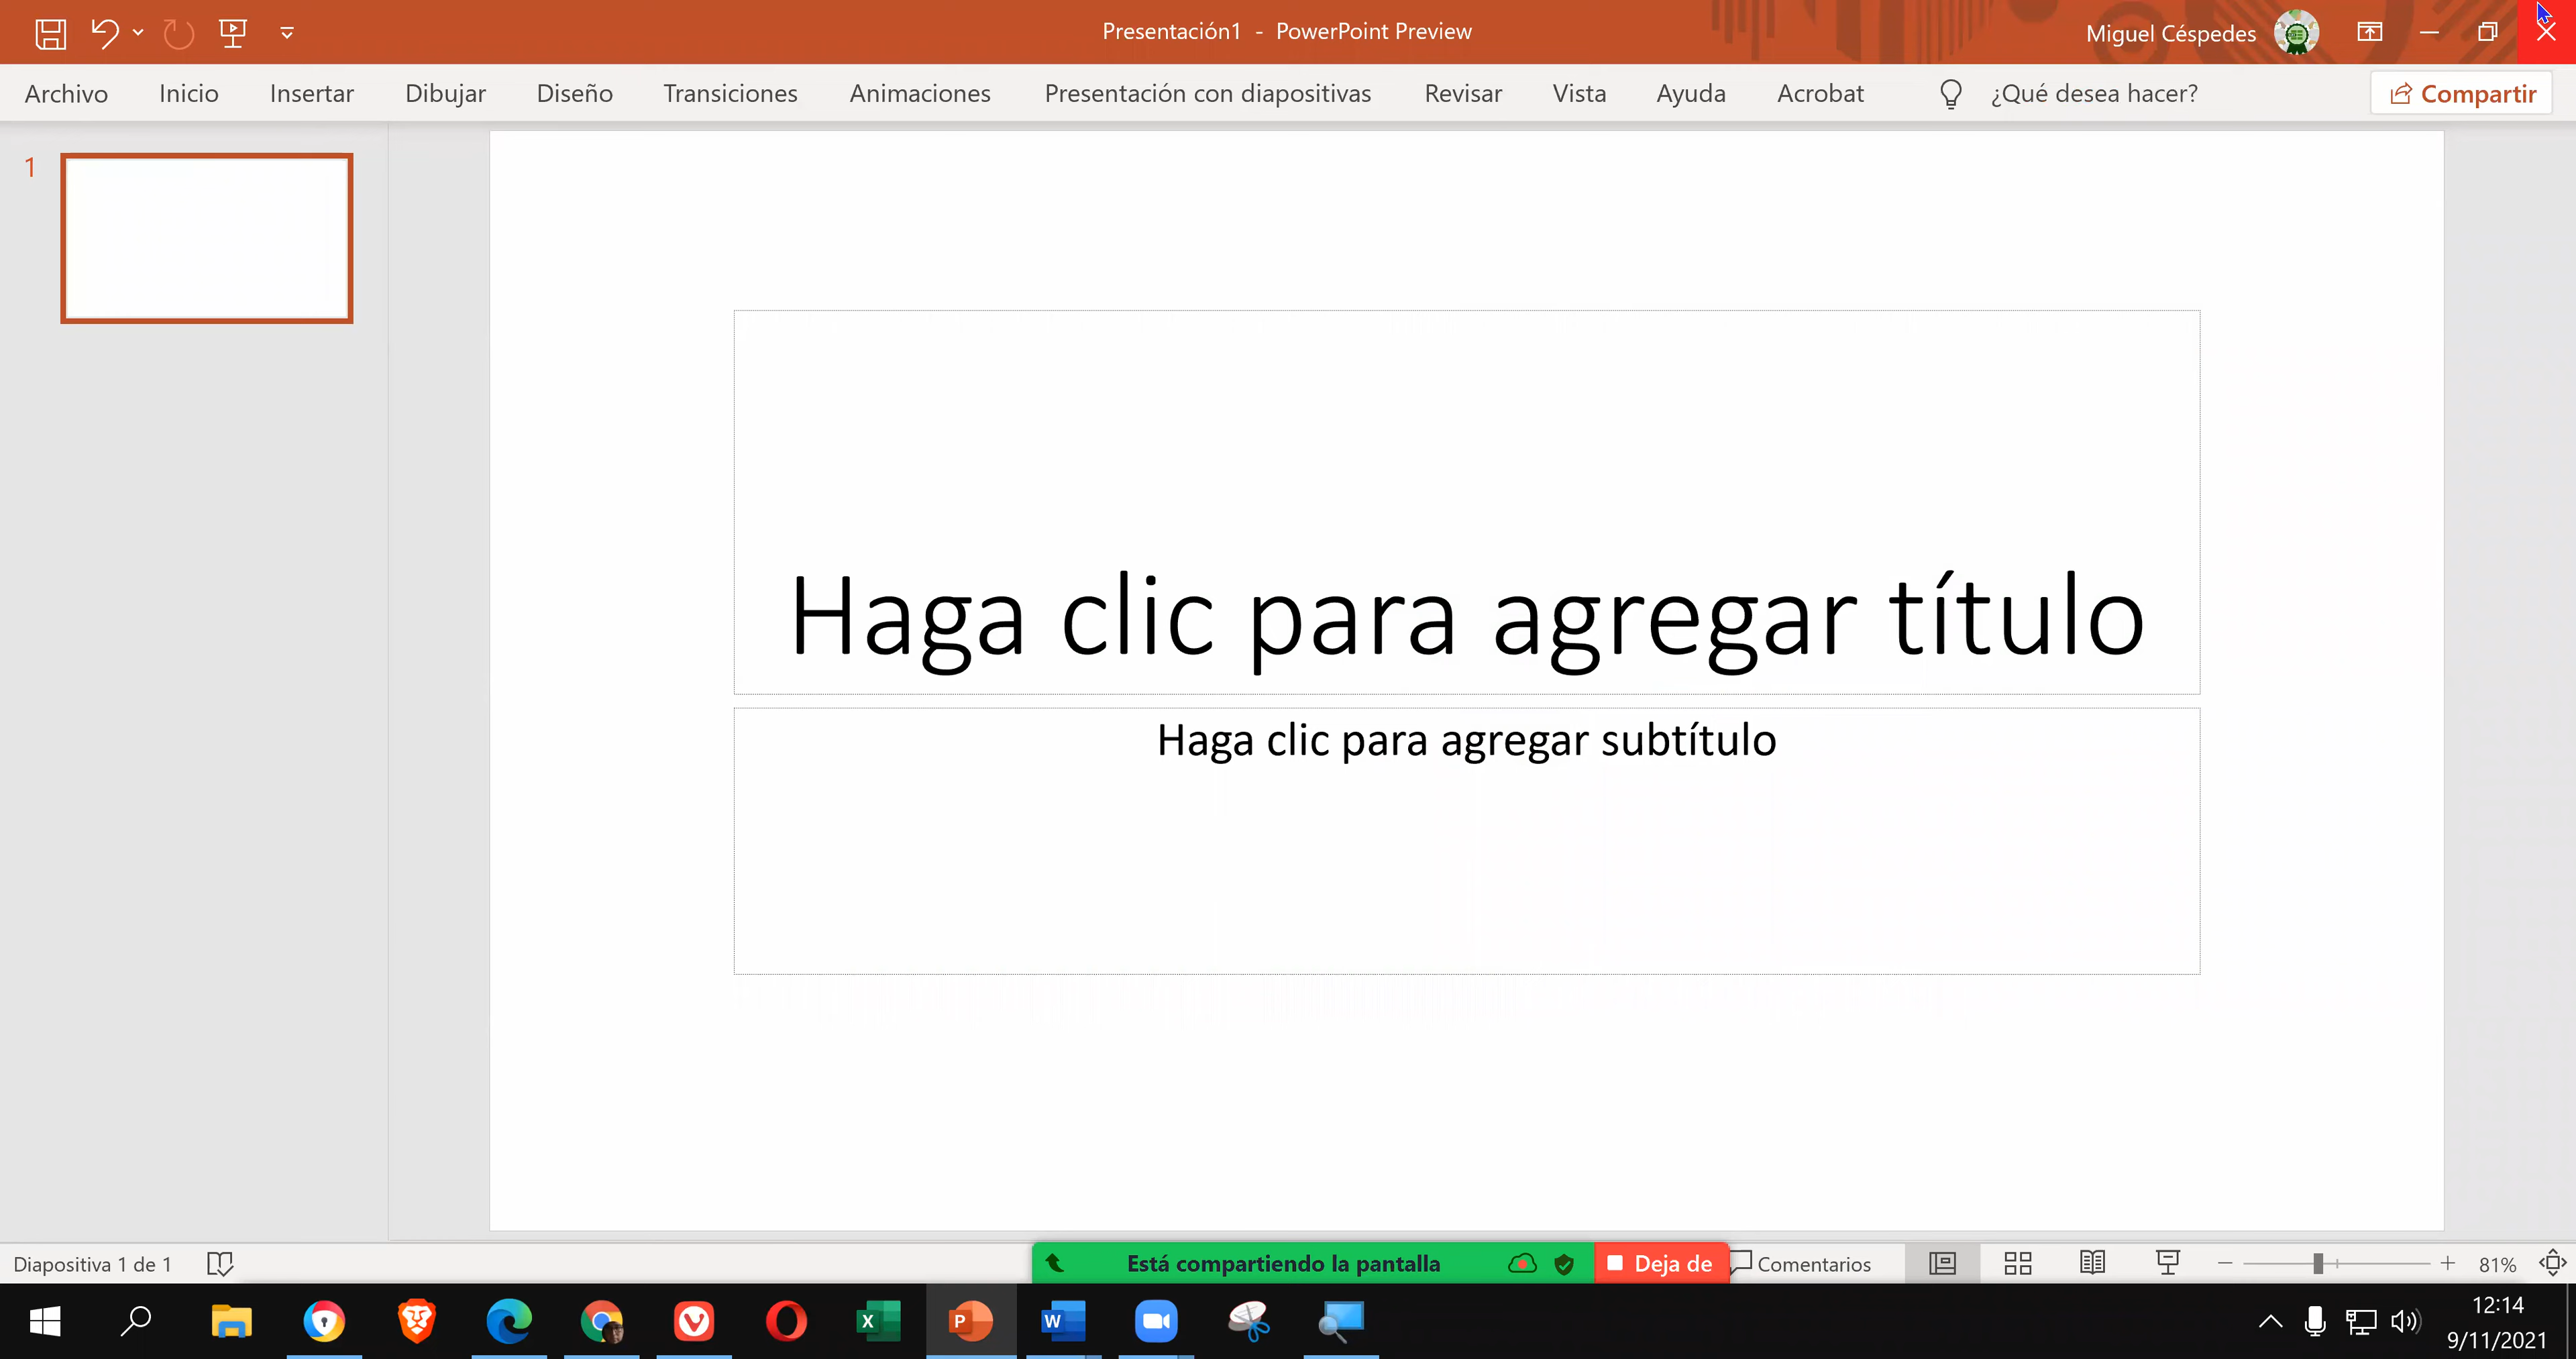 Presentación1 - PowerPoint Preview
Miguel Céspedes
Archivo Inicio Insertar Dibujar Diseño Transiciones Animaciones Presentación con diapositivas Revisar Vista Ayuda Acrobat ¿Qué desea hacer? Compartir
1
Haga clic para agregar título
Haga clic para agregar subtítulo
Diapositiva 1 de 1 Está compartiendo la pantalla Deja de Comentarios 81%
X P W
12:14
9/11/2021